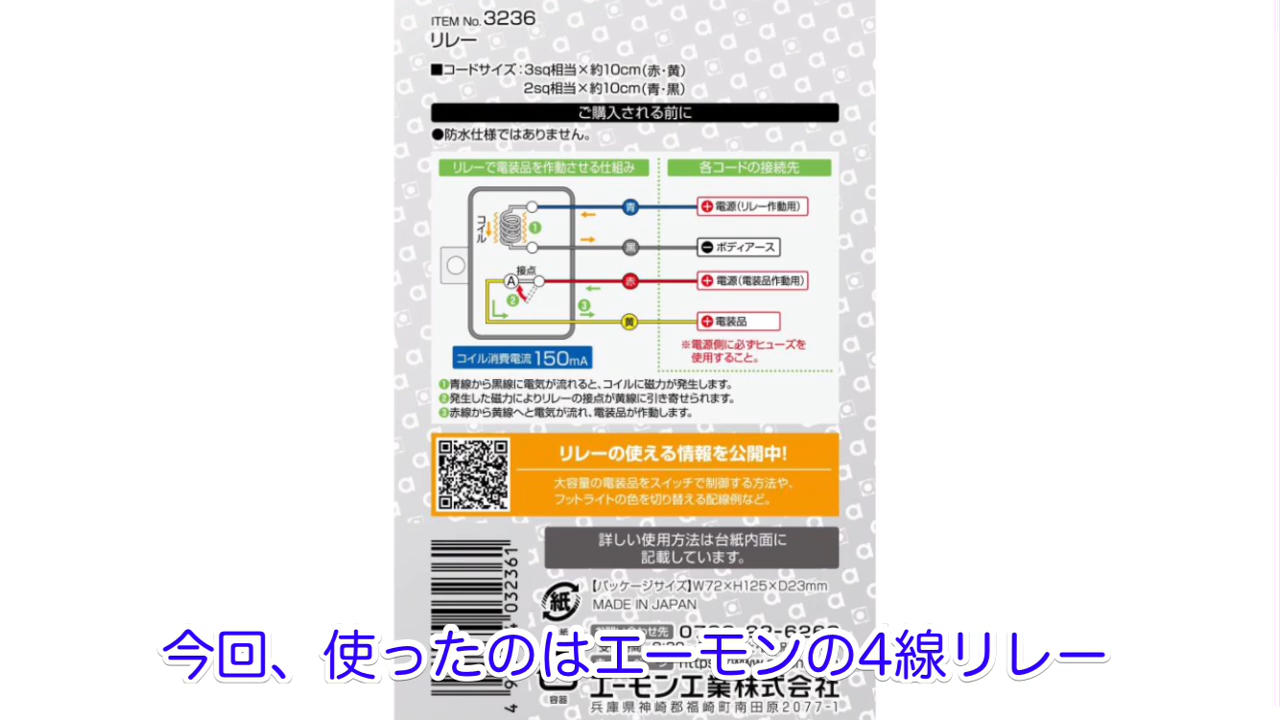 ITEM No. 3236
リレー
■コードサイズ：3sq相当×約10cm(赤・黄)
2sq相当×約10cm(青・黒)
ご購入される前に
●防水仕様ではありません。
リレーで電装品を作動させる仕組み
各コードの接続先
コイル
❶
青
⊕電源(リレー作動用)
黒
⊖ボディアース
接点
A
❷
赤
⊕電源(電装品作動用)
❸
黄
⊕電装品
※電源側に必ずヒューズを
使用すること。
コイル消費電流150mA
❶青線から黒線に電気が流れると、コイルに磁力が発生します。
❷発生した磁力によりリレーの接点が黄線に引き寄せられます。
❸赤線から黄線へと電気が流れ、電装品が作動します。
リレーの使える情報を公開中!
大容量の電装品をスイッチで制御する方法や、
フットライトの色を切り替える配線例など。
詳しい使用方法は台紙内面に
記載しています。
032361
紙
【パッケージサイズ】W72×H125×D23mm
MADE IN JAPAN
今回、使ったのはエーモンの4線リレー
エーモン工業株式会社
容器
兵庫県神崎郡福崎町南田原2077-1